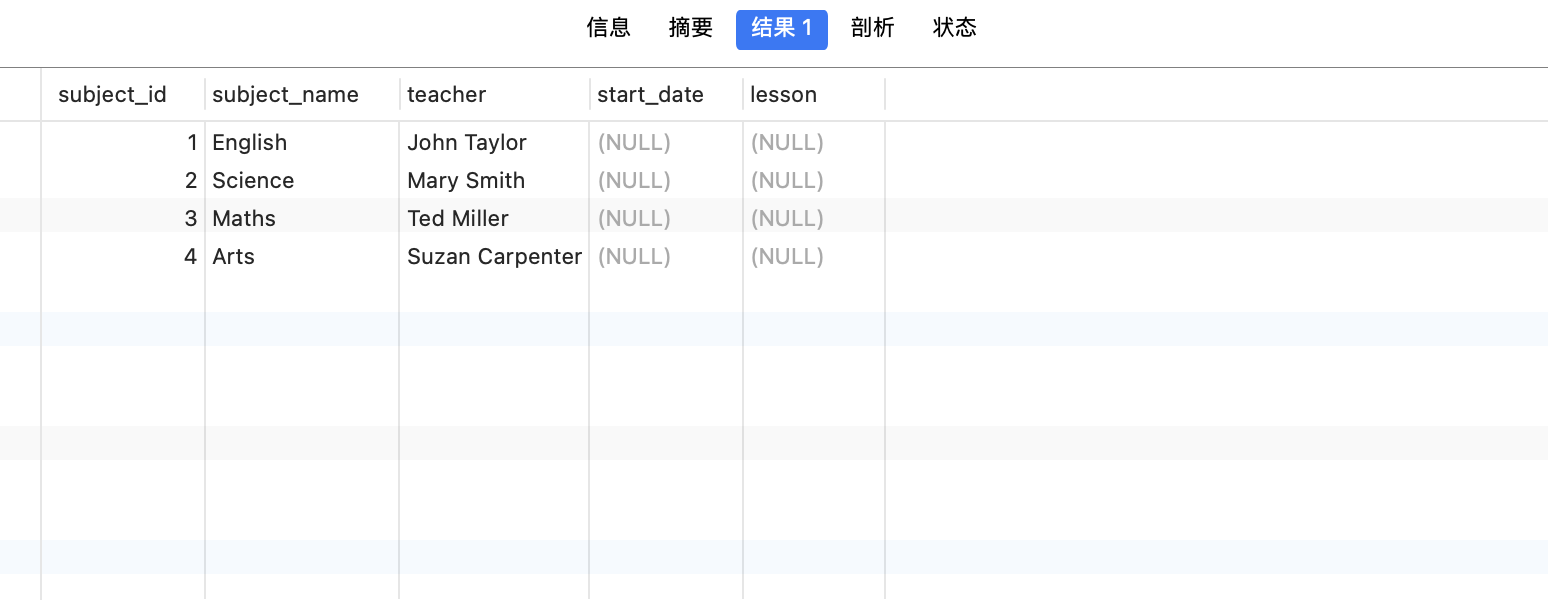 信息 摘要 结果 1 剖析 状态
subject_id subject_name teacher start_date lesson
1 English John Taylor (NULL) (NULL)
2 Science Mary Smith (NULL) (NULL)
3 Maths Ted Miller (NULL) (NULL)
4 Arts Suzan Carpenter (NULL) (NULL)